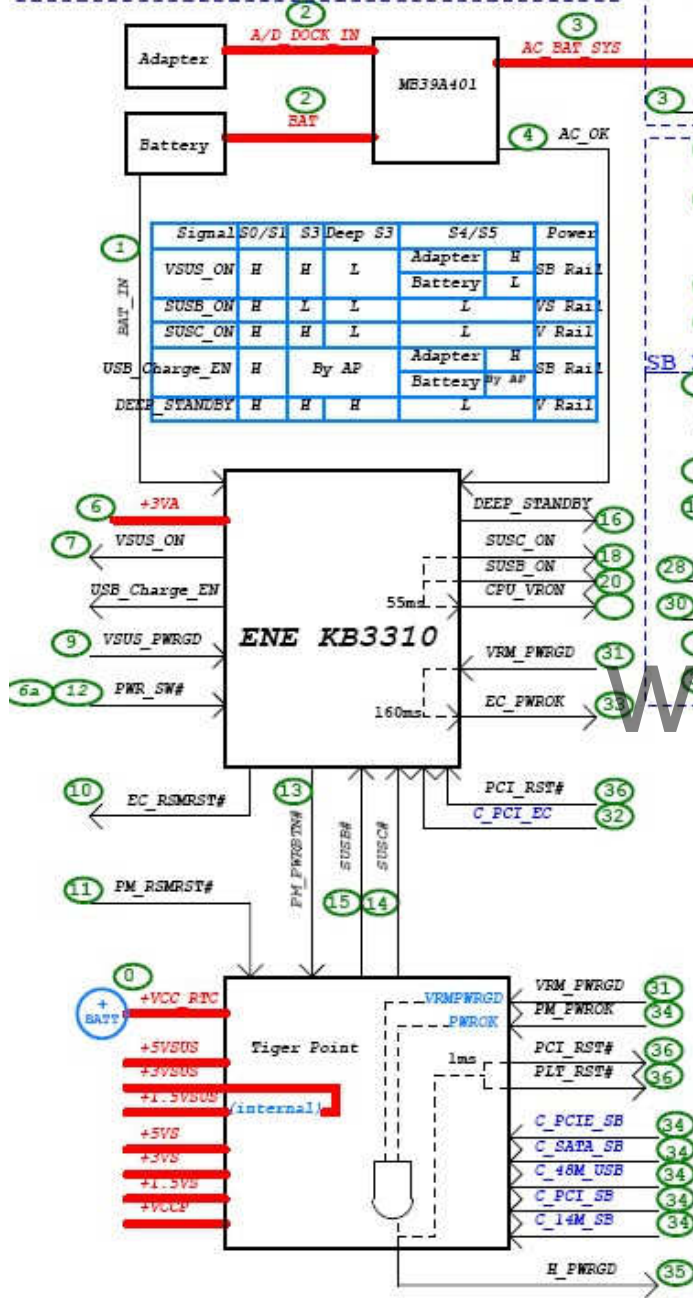 2
3
A/D_DOCK_IN
AC_BAT_SYS
Adapter
MB39A401
3
2
BAT
4
AC_OK
Battery
1
BAT_IN
Signal S0/S1 S3 Deep S3 S4/S5 Power
VSUS_ON H H L Adapter H SB Rail
Battery L
SUSB_ON H L L L VS Rail
SUSC_ON H H L L V Rail
USB_Charge_EN H By AP Adapter H SB Rail
Battery By AP
DEEP_STANDBY H H H L V Rail
SB_
6
+3VA
DEEP_STANDBY
16
7
VSUS_ON
SUSC_ON
18
SUSB_ON
20
28
USB_Charge_EN
55ms
CPU_VRON
30
ENE KB3310
9
VSUS_PWRGD
VRM_PWRGD
31
6a
12
PWR_SW#
160ms
EC_PWROK
33
W
10
EC_RSMRST#
13
PM_PWRBTN#
SUSB#
SUSC#
PCI_RST#
36
C_PCI_EC
32
11
PM_RSMRST#
15
14
0
+
BATT
+VCC_RTC
VRMPWRGD
VRM_PWRGD
31
PWROK
PM_PWROK
34
+5VSUS
Tiger Point
1ms
PCI_RST#
36
+3VSUS
PLT_RST#
36
+1.5VSUS
(internal)
C_PCIE_SB
34
+5VS
C_SATA_SB
34
+3VS
C_48M_USB
34
+1.5VS
C_PCI_SB
34
+VCCP
C_14M_SB
34
H_PWRGD
35